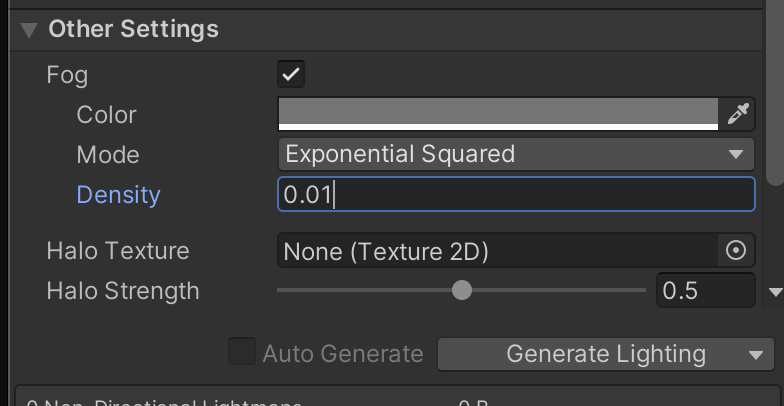 Other Settings
Fog
Color
Mode Exponential Squared
Density 0.01
Halo Texture None (Texture 2D)
Halo Strength 0.5
Auto Generate Generate Lighting
0 Non-Directional Lightmaps 0 B